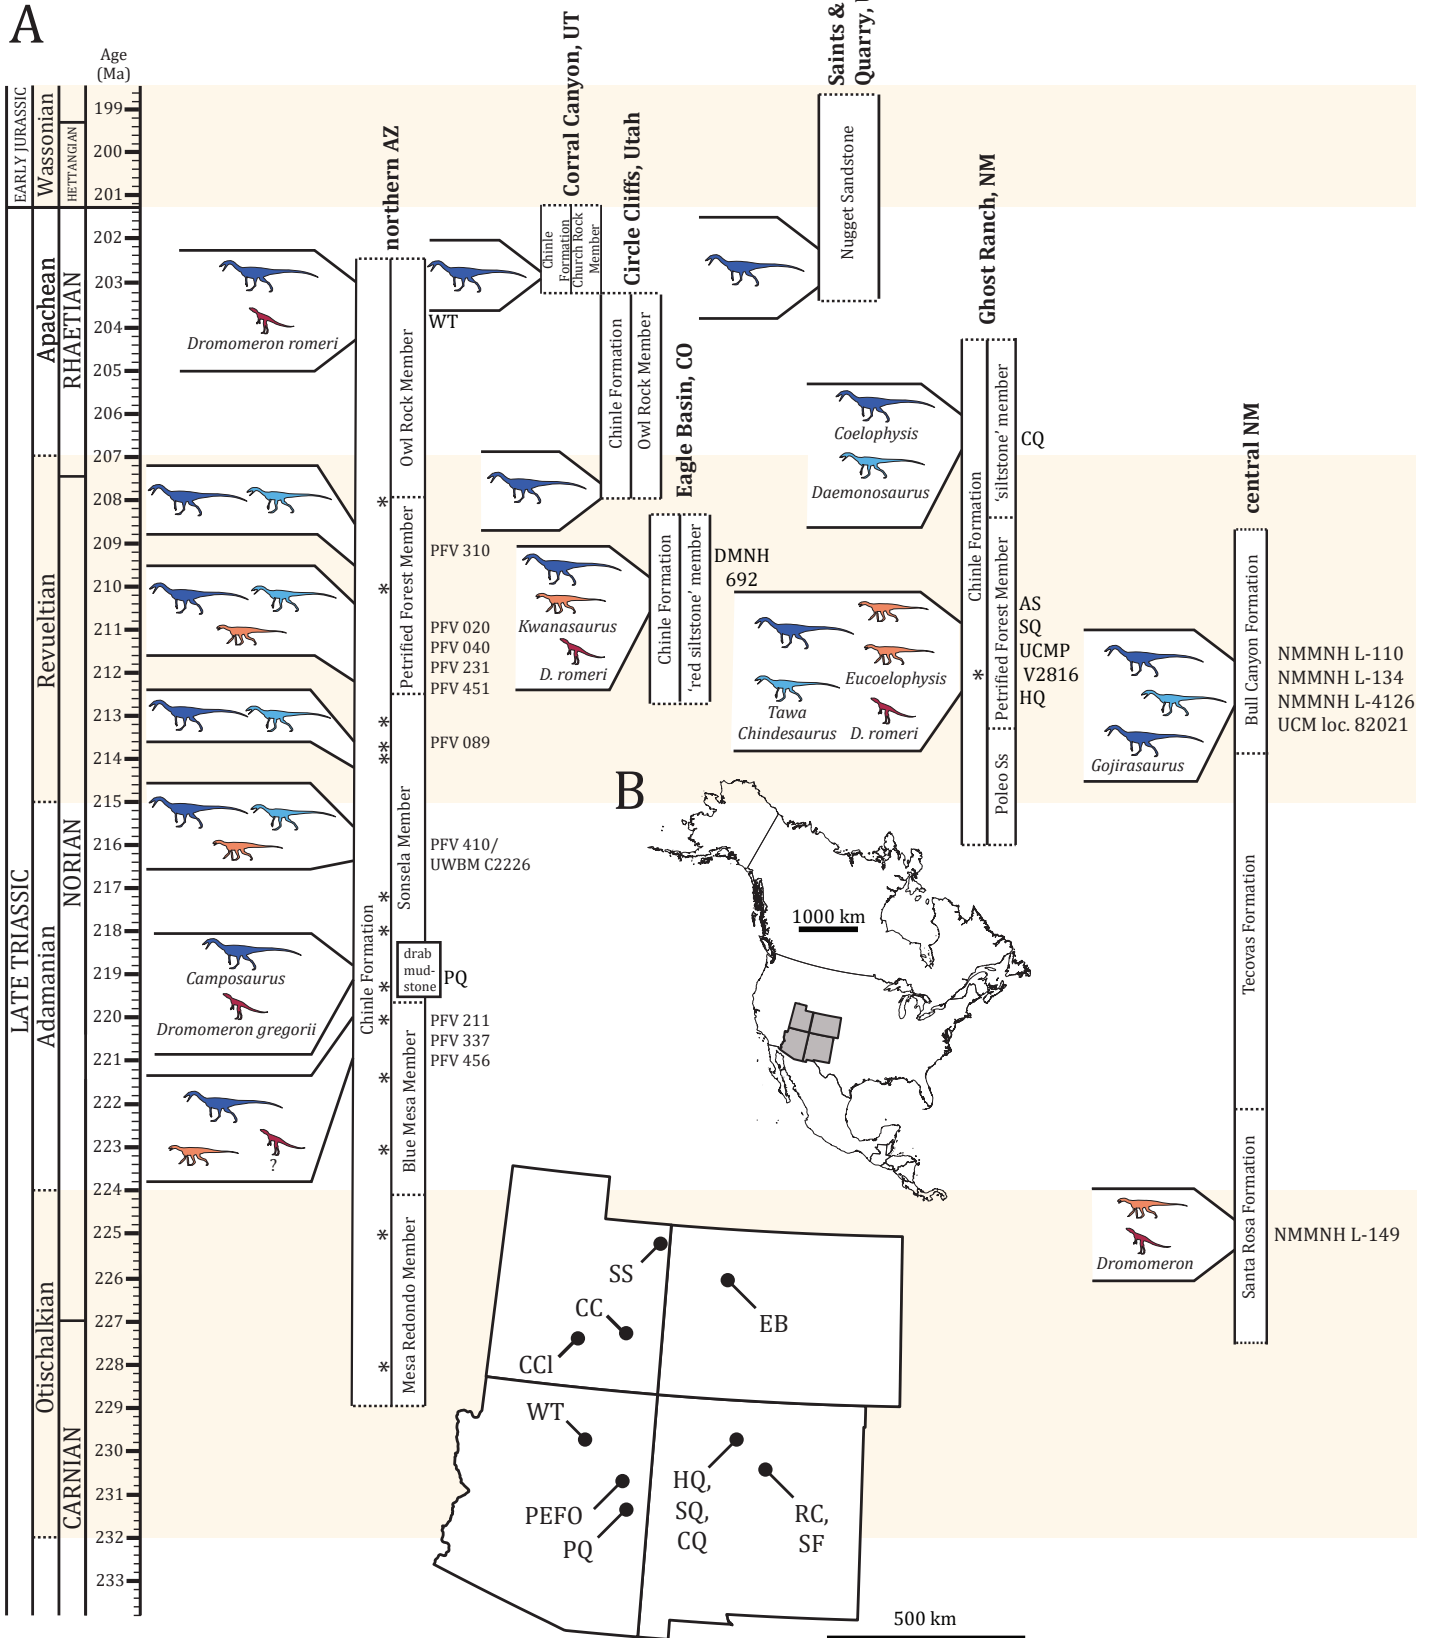 A
Age
(Ma)
EARLY JURASSIC
Wassonian
HETTANGIAN
LATE TRIASSIC
Apachean
RHAETIAN
Revueltian
NORIAN
Adamanian
Otischalkian
CARNIAN
199
200
201
202
203
204
205
206
207
208
209
210
211
212
213
214
215
216
217
218
219
220
221
222
223
224
225
226
227
228
229
230
231
232
233
northern AZ
Chinle Formation
Owl Rock Member
Petrified Forest Member
Sonsela Member
drab
mud-
stone
Blue Mesa Member
Mesa Redondo Member
*
*
*
*
*
*
*
*
*
*
*
*
*
Dromomeron romeri
WT
PFV 310
PFV 020
PFV 040
PFV 231
PFV 451
PFV 089
PFV 410/
UWBM C2226
Camposaurus
Dromomeron gregorii
PQ
PFV 211
PFV 337
PFV 456
?
Corral Canyon, UT
Chinle
Formation
Church Rock
Member
Circle Cliffs, Utah
Chinle Formation
Owl Rock Member
Eagle Basin, CO
Chinle Formation
'red siltstone' member
Kwanasaurus
D. romeri
DMNH
692
Saints &
Quarry,
Nugget Sandstone
Ghost Ranch, NM
Chinle Formation
'siltstone' member
Petrified Forest Member
Poleo Ss
*
Coelophysis
Daemonosaurus
CQ
Eucoelophysis
Tawa
Chindesaurus
D. romeri
AS
SQ
UCMP
V2816
HQ
central NM
Bull Canyon Formation
Tecovas Formation
Santa Rosa Formation
Gojirasaurus
NMMNH L-110
NMMNH L-134
NMMNH L-4126
UCM loc. 82021
Dromomeron
NMMNH L-149
B
1000 km
SS
CC
CCl
EB
WT
PEFO
PQ
HQ,
SQ,
CQ
RC,
SF
500 km